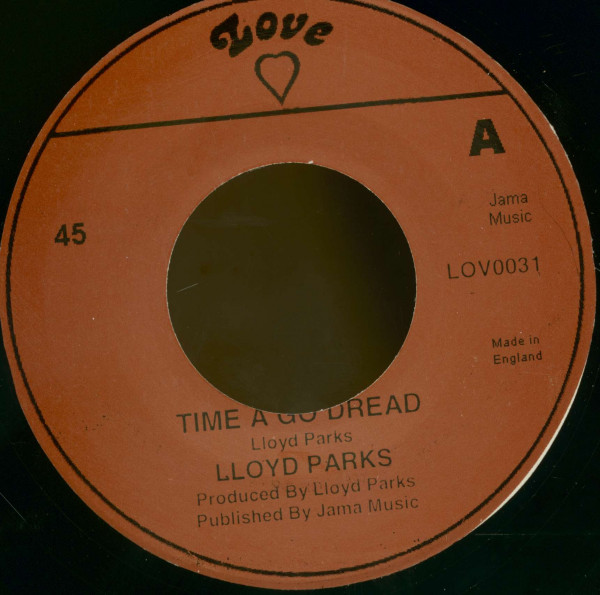 Love
A
45
Jama
Music
LOV0031
Made in
England
TIME A GO DREAD
Lloyd Parks
LLOYD PARKS
Produced By Lloyd Parks
Published By Jama Music